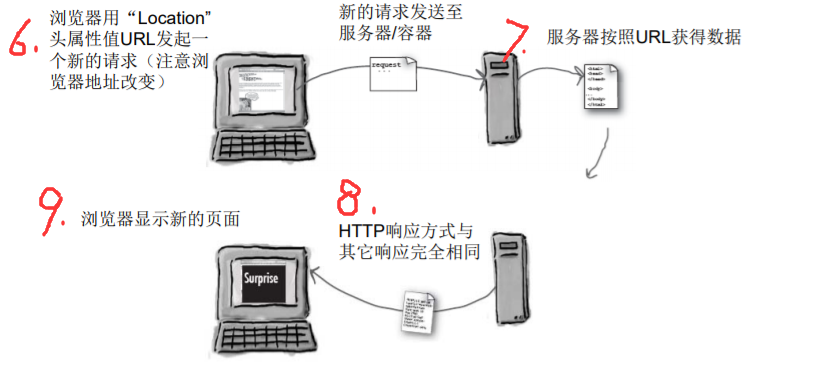 6.
浏览器用“Location”
头属性值URL发起一
个新的请求（注意浏
览器地址改变）
新的请求发送至
服务器/容器
request
...
7.
服务器按照URL获得数据
<html>
<head>
</head>
<body>
...
</body>
</html>
9.
浏览器显示新的页面
8.
HTTP响应方式与
其它响应完全相同
Surprise